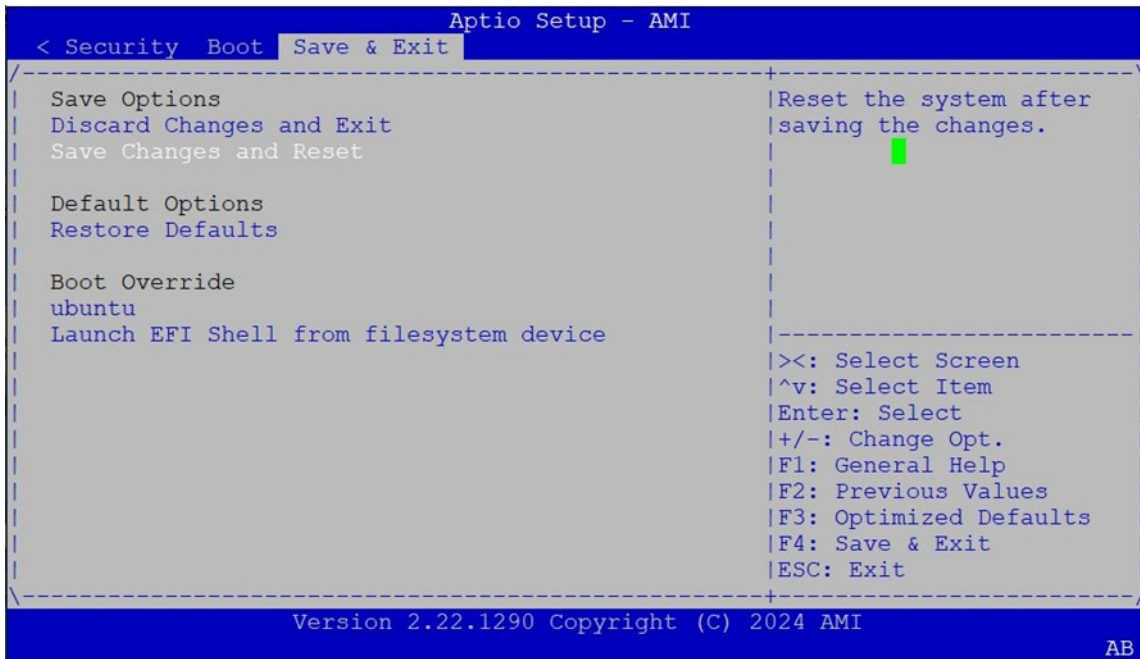 Aptio Setup - AMI
< Security Boot Save & Exit
Save Options
Discard Changes and Exit
Save Changes and Reset
Default Options
Restore Defaults
Boot Override
ubuntu
Launch EFI Shell from filesystem device
Reset the system after
saving the changes.
><: Select Screen
^v: Select Item
Enter: Select
+/-: Change Opt.
F1: General Help
F2: Previous Values
F3: Optimized Defaults
F4: Save & Exit
ESC: Exit
Version 2.22.1290 Copyright (C) 2024 AMI
AB